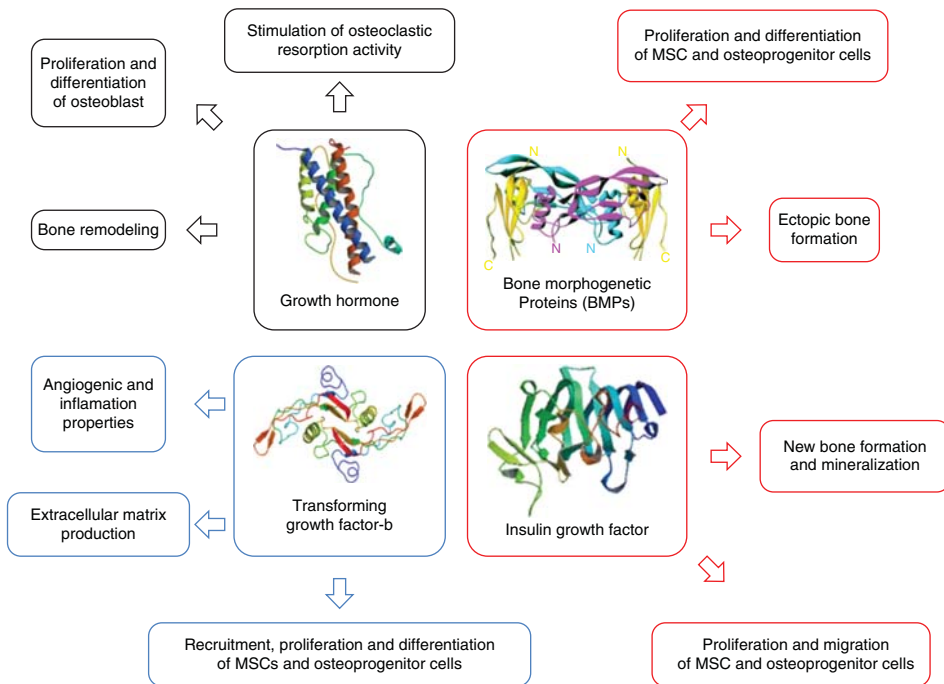 Stimulation of osteoclastic
resorption activity
Proliferation and differentiation
of MSC and osteoprogenitor cells
Proliferation and
differentiation
of osteoblast
N
N
N
N
C
C
Bone remodeling
Ectopic bone
formation
Growth hormone
Bone morphogenetic
Proteins (BMPs)
Angiogenic and
inflamation
properties
New bone formation
and mineralization
Extracellular matrix
production
Transforming
growth factor-b
Insulin growth factor
Recruitment, proliferation and differentiation
of MSCs and osteoprogenitor cells
Proliferation and migration
of MSC and osteoprogenitor cells